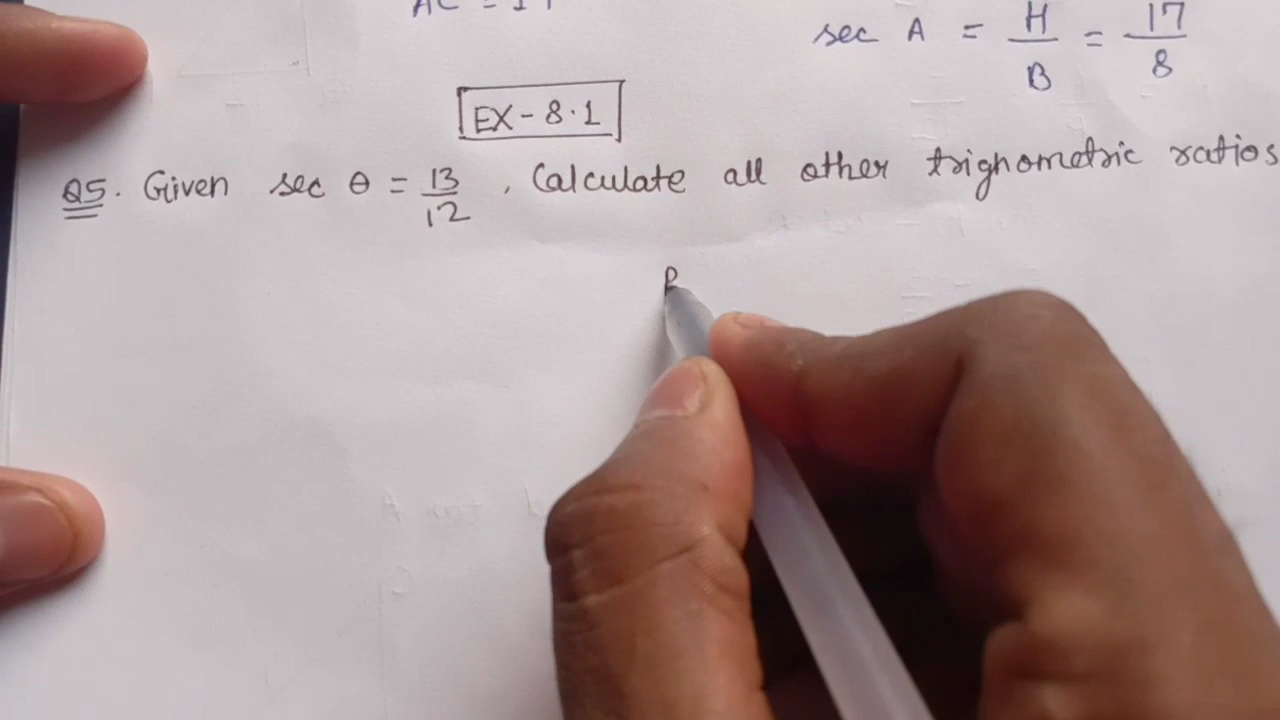 sec A = H/B = 17/8
EX - 8.1
Q5. Given sec θ = 13/12, Calculate all other trignometric ratios